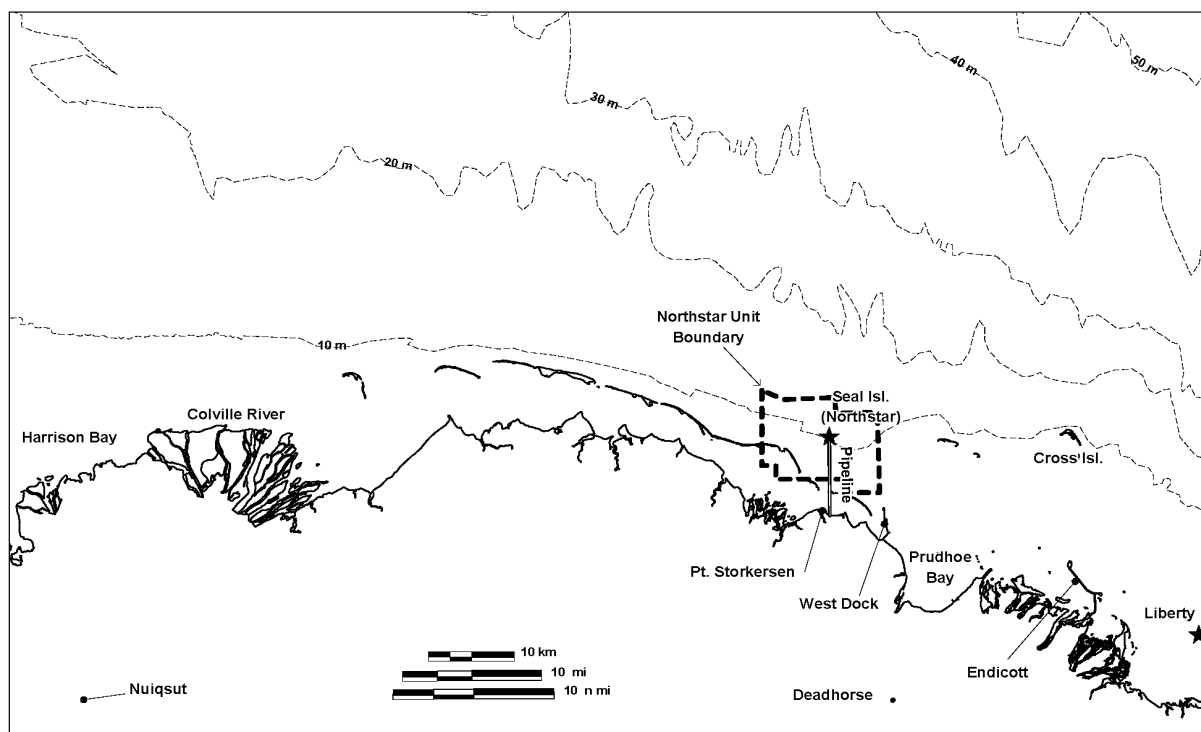 50 m
40 m
30 m
20 m
Northstar Unit
Boundary
10 m
Seal Isl.
(Northstar)
Colville River
Harrison Bay
Cross Isl.
Pipeline
Pt. Storkersen
Prudhoe
Bay
West Dock
Liberty
10 km
10 mi
Endicott
10 n mi
Nuiqsut
Deadhorse